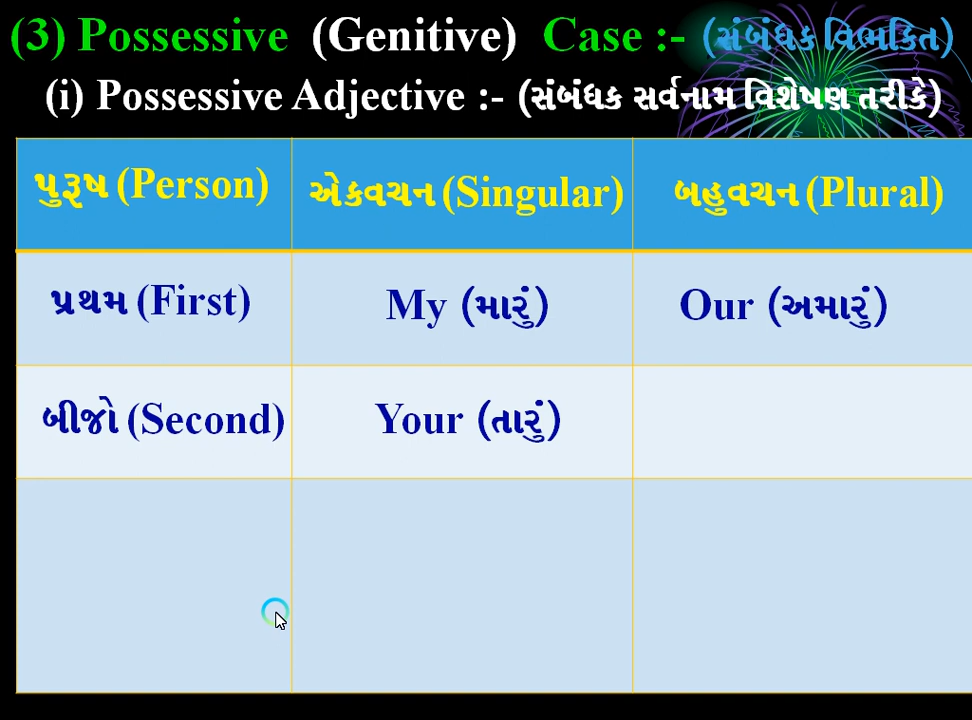 (3) Possessive (Genitive) Case :- (સંબંધક વિભકિત)
(i) Possessive Adjective :- (સંબંધક સર્વનામ વિશેષણ તરીકે)
પુરૂષ (Person) એકવચન (Singular) બહુવચન (Plural)
પ્રથમ (First) My (મારું) Our (અમારું)
બીજો (Second) Your (તારું)